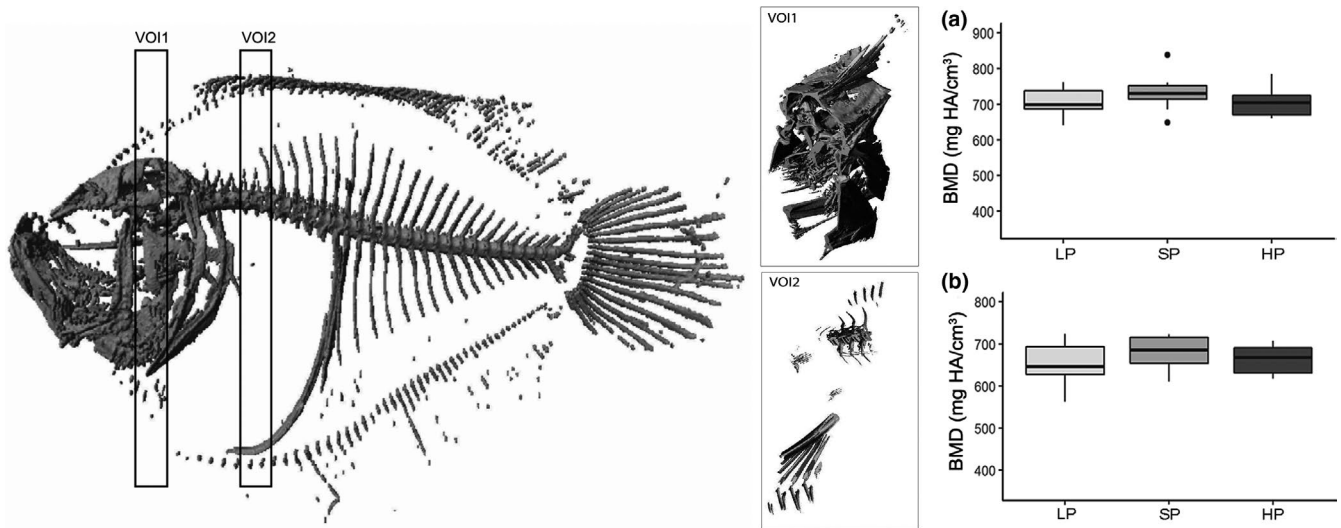 VOI1
VOI2
VOI1
VOI2
(a)
BMD (mg HA/cm³)
900
800
700
600
500
400
LP
SP
HP
(b)
BMD (mg HA/cm³)
800
700
600
500
400
LP
SP
HP